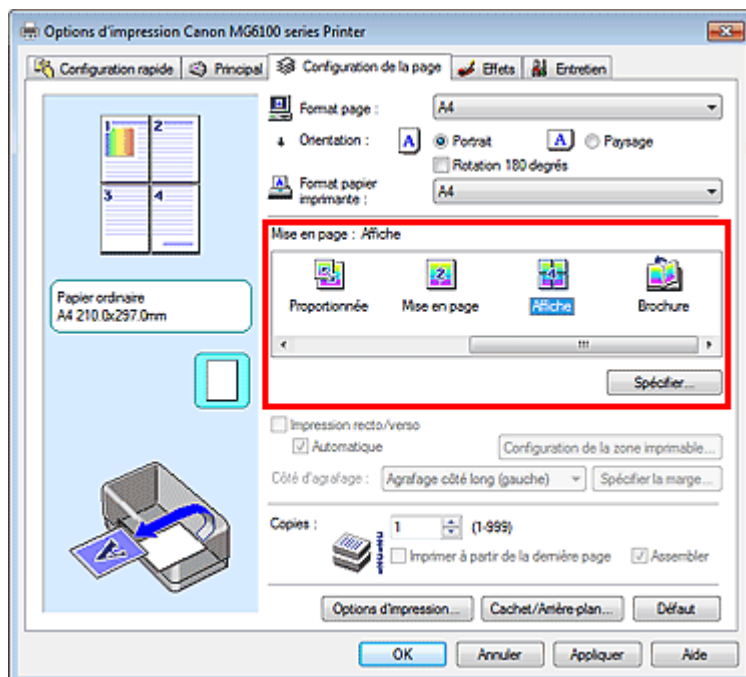 Options d'impression Canon MG6100 series Printer
Configuration rapide
Principal
Configuration de la page
Effets
Entretien
1
2
3
4
Papier ordinaire
A4 210.0x297.0mm
Format page :
A4
Orientation :
A
Portrait
A
Paysage
Rotation 180 degrés
Format papier
imprimante :
A4
Mise en page : Affiche
Proportionnée
Mise en page
Affiche
Brochure
Spécifier...
Impression recto/verso
Automatique
Configuration de la zone imprimable...
Côté d'agrafage :
Agrafage côté long (gauche)
Spécifier la marge...
Copies :
1
(1-999)
Imprimer à partir de la dernière page
Assembler
Options d'impression...
Cachet/Arrière-plan...
Défaut
OK
Annuler
Appliquer
Aide